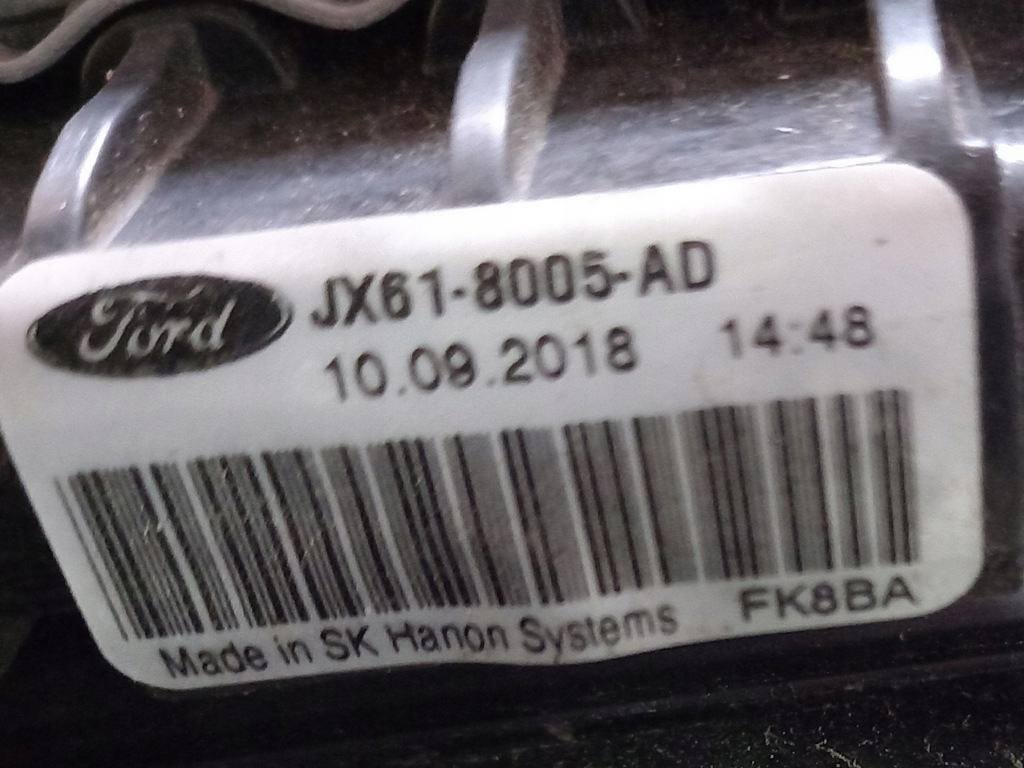 Ford
JX61-8005-AD
10.09.2018 14:48
FK8BA
Made in SK Hanon Systems